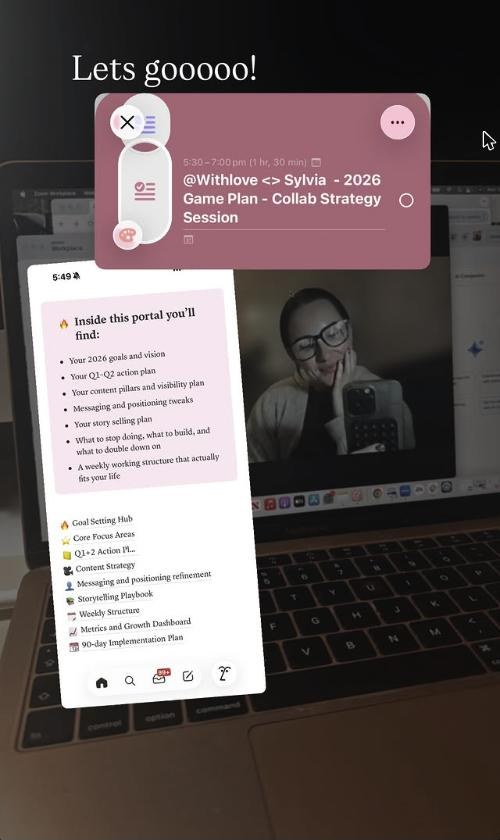 Lets gooooo!
5:30–7:00 pm (1 hr, 30 min)
@Withlove <> Sylvia - 2026
Game Plan - Collab Strategy
Session
5:49
🔥 Inside this portal you'll
find:
• Your 2026 goals and vision
• Your Q1-Q2 action plan
• Your content pillars and visibility plan
• Messaging and positioning tweaks
• Your story selling plan
• What to stop doing, what to build, and
what to double down on
• A weekly working structure that actually
fits your life
🔥 Goal Setting Hub
⭐ Core Focus Areas
Q1+2 Action Pl...
🎥 Content Strategy
👤 Messaging and positioning refinement
📚 Storytelling Playbook
Weekly Structure
📈 Metrics and Growth Dashboard
📆 90-day Implementation Plan
99+
control
option
command